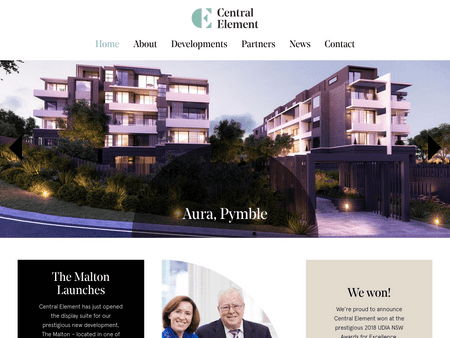 Central
Element
Home About Developments Partners News Contact
Aura, Pymble
The Malton
Launches
Central Element has just opened
the display suite for our
prestigious new development,
The Malton – located in one of
We won!
We're proud to announce
Central Element won at the
prestigious 2018 UDIA NSW
Awards for Excellence